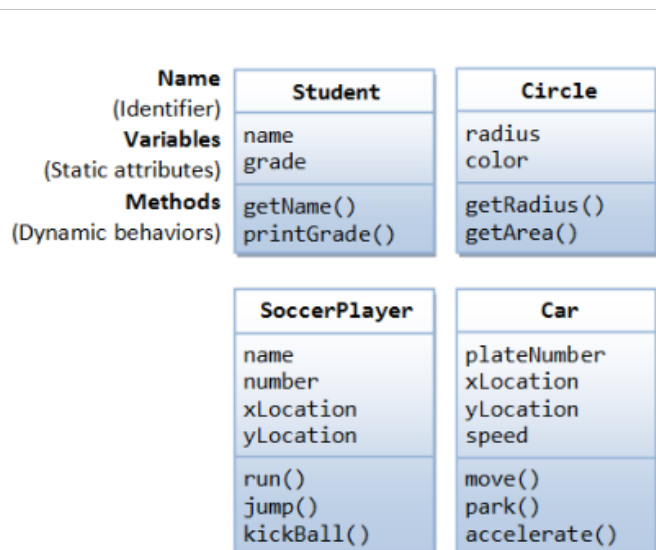 Name
(Identifier)
Variables
(Static attributes)
Methods
(Dynamic behaviors)
Student
name
grade
getName()
printGrade()
Circle
radius
color
getRadius()
getArea()
SoccerPlayer
name
number
xLocation
yLocation
run()
jump()
kickBall()
Car
plateNumber
xLocation
yLocation
speed
move()
park()
accelerate()